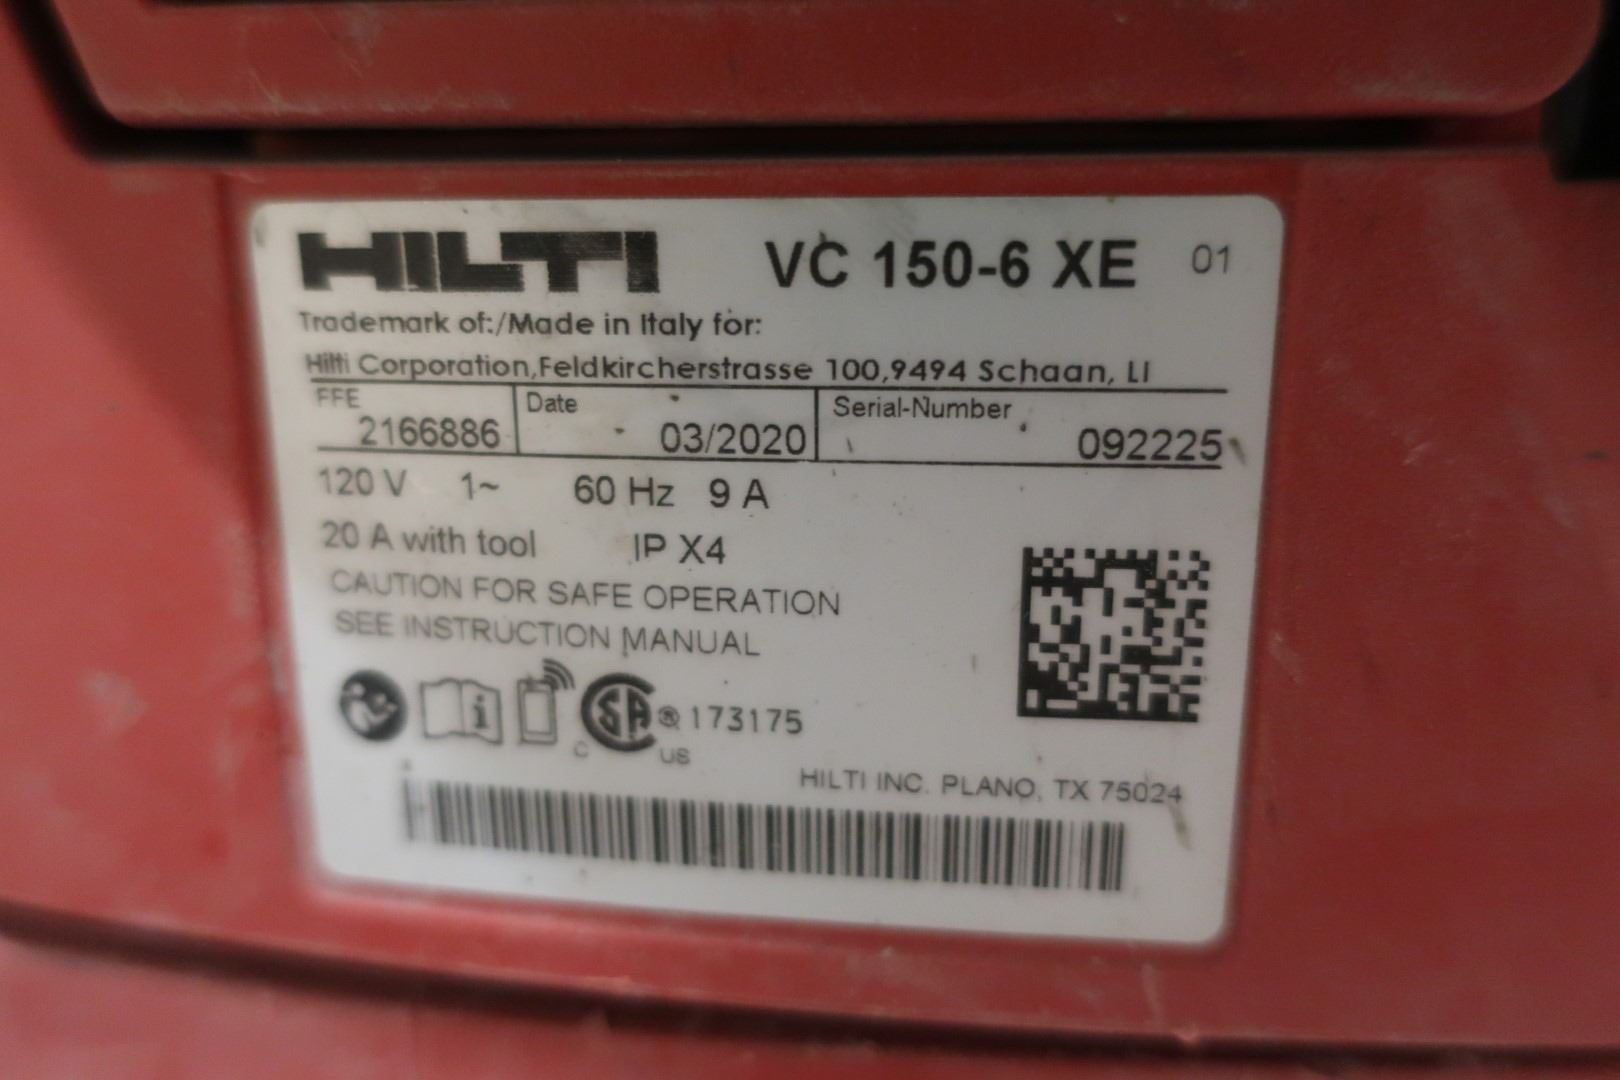 HILTI VC 150-6 XE 01
Trademark of:/Made in Italy for:
Hilti Corporation,Feldkircherstrasse 100,9494 Schaan, LI
FFE Date Serial-Number
2166886 03/2020 092225
120 V 1~ 60 Hz 9 A
20 A with tool IP X4
CAUTION FOR SAFE OPERATION
SEE INSTRUCTION MANUAL
i SA ® 173175
C US
HILTI INC. PLANO, TX 75024